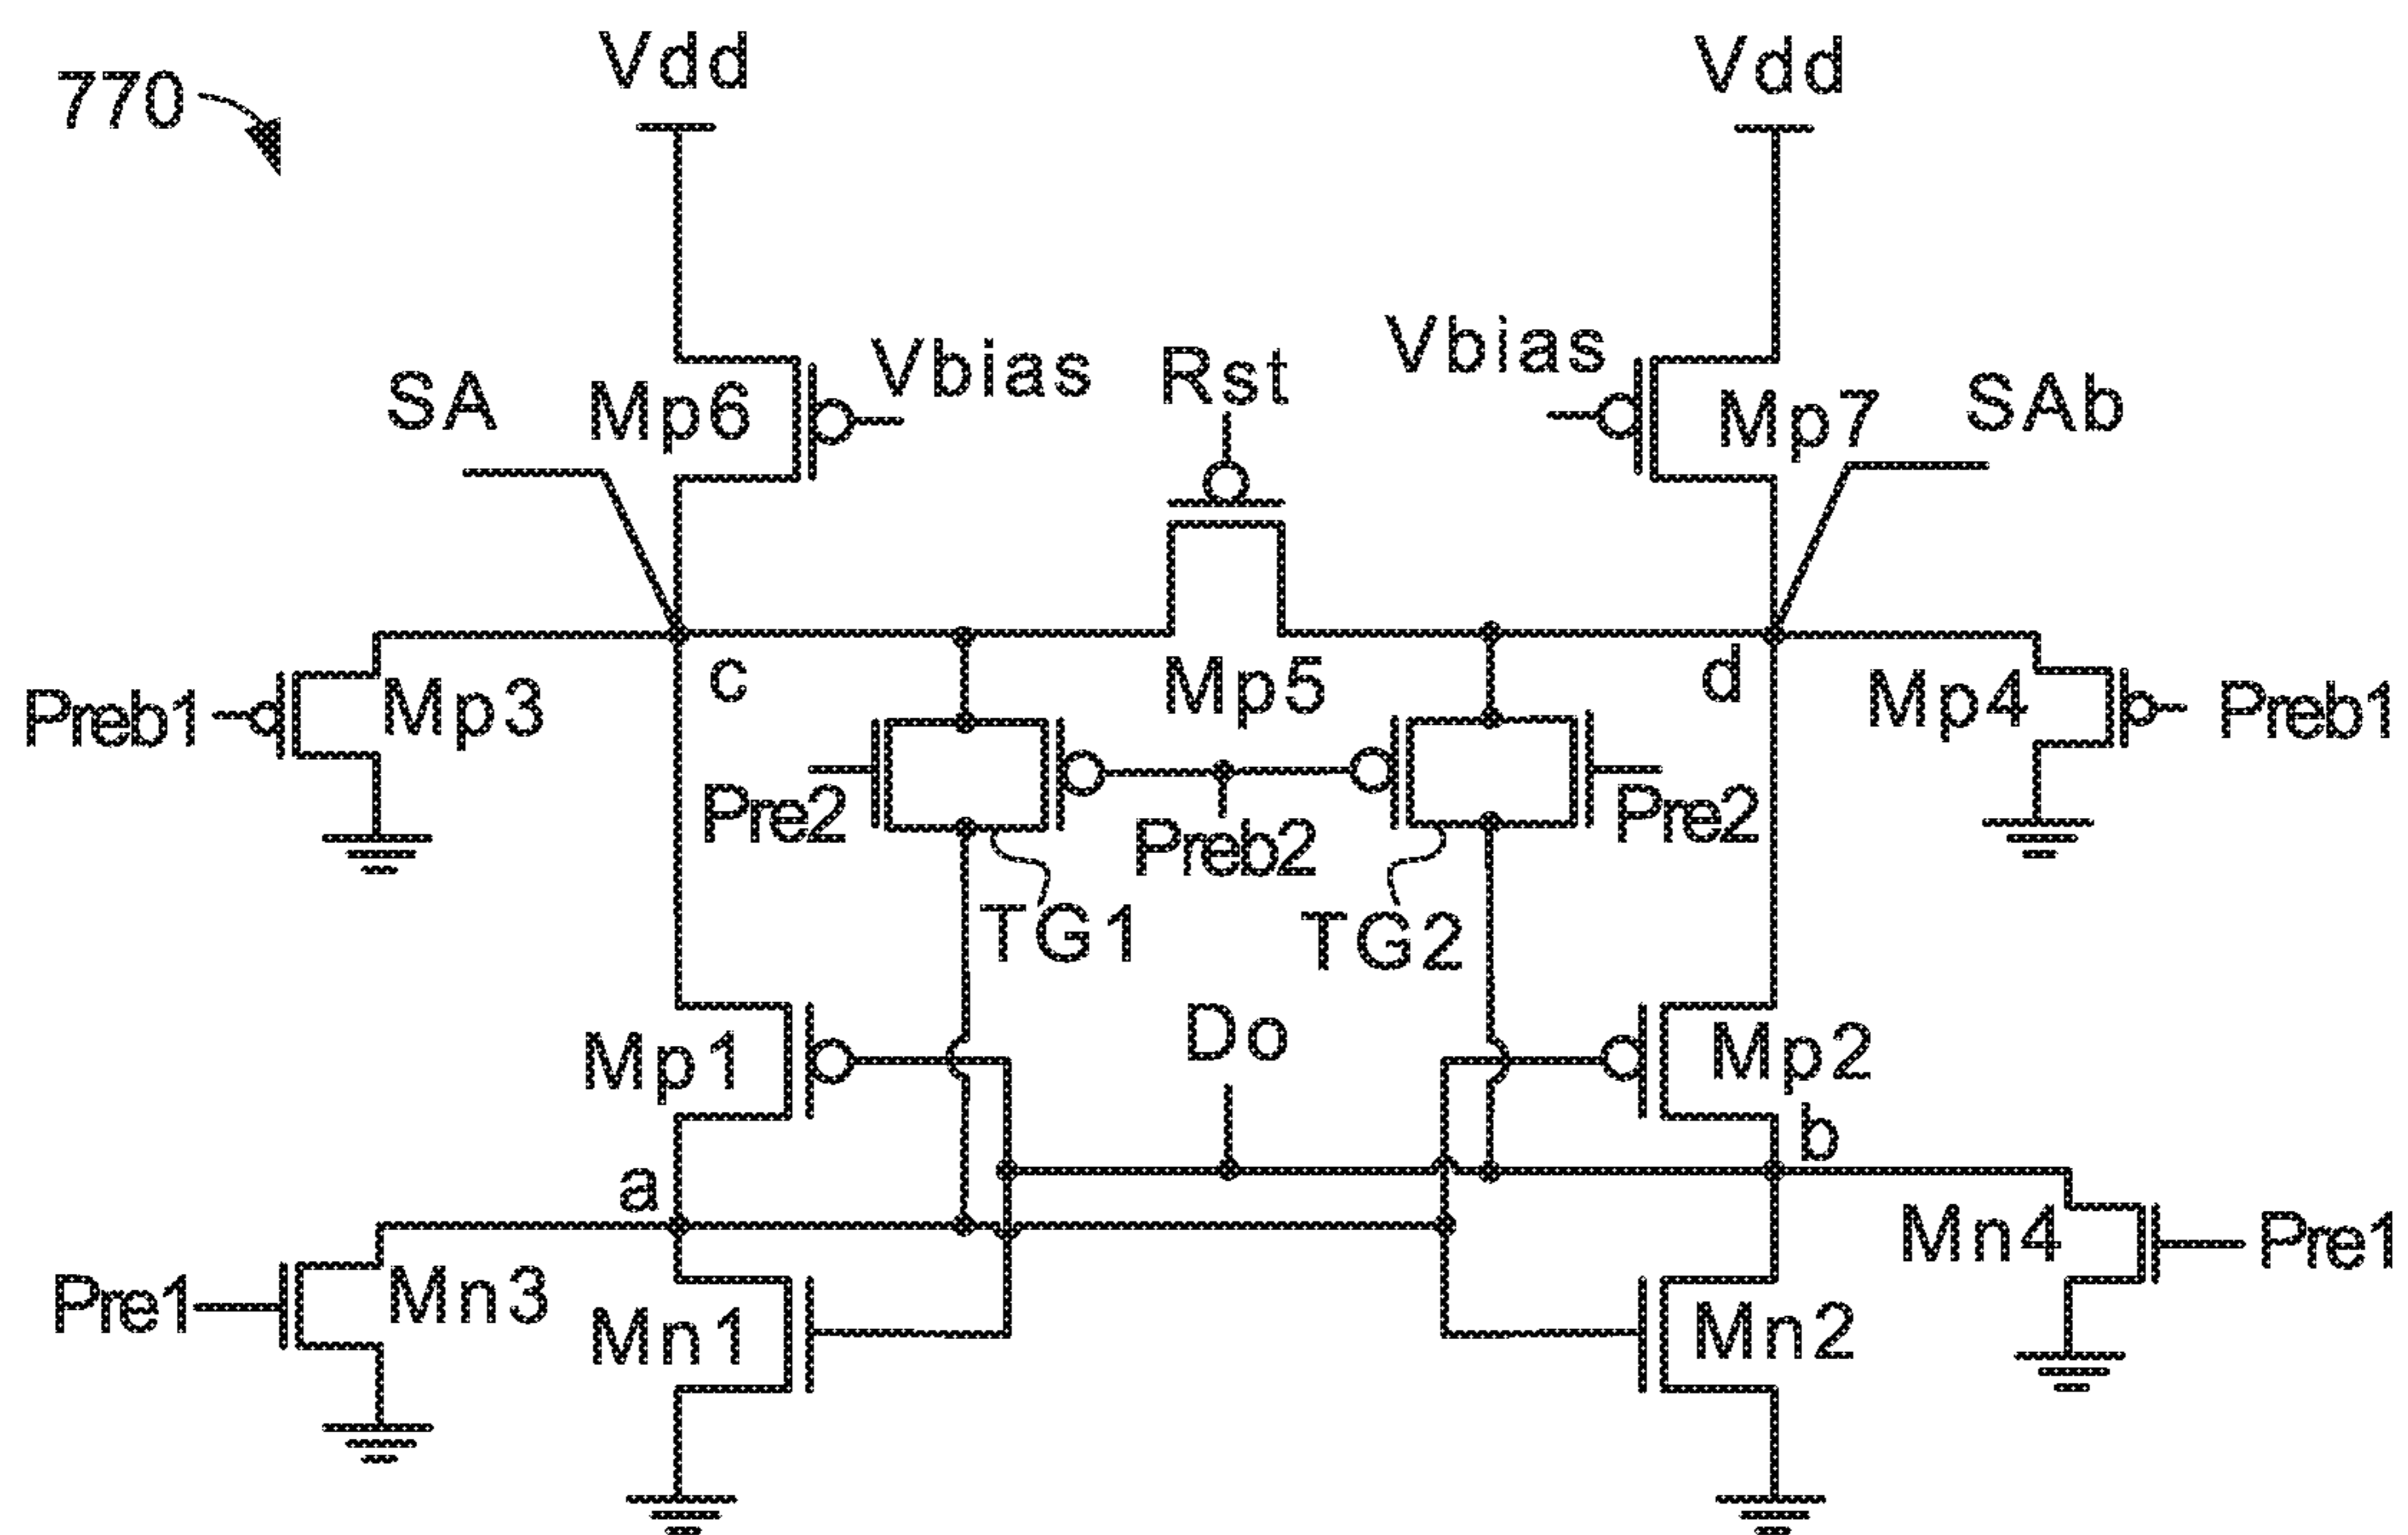 770
Vdd
Vdd
SA
Mp6
Vbias
Rst
Vbias
Mp7
SAb
Preb1
Mp3
c
Mp5
d
Mp4
Preb1
Pre2
Preb2
Pre2
TG1
TG2
Mp1
Do
Mp2
a
b
Pre1
Mn3
Mn1
Mn2
Mn4
Pre1